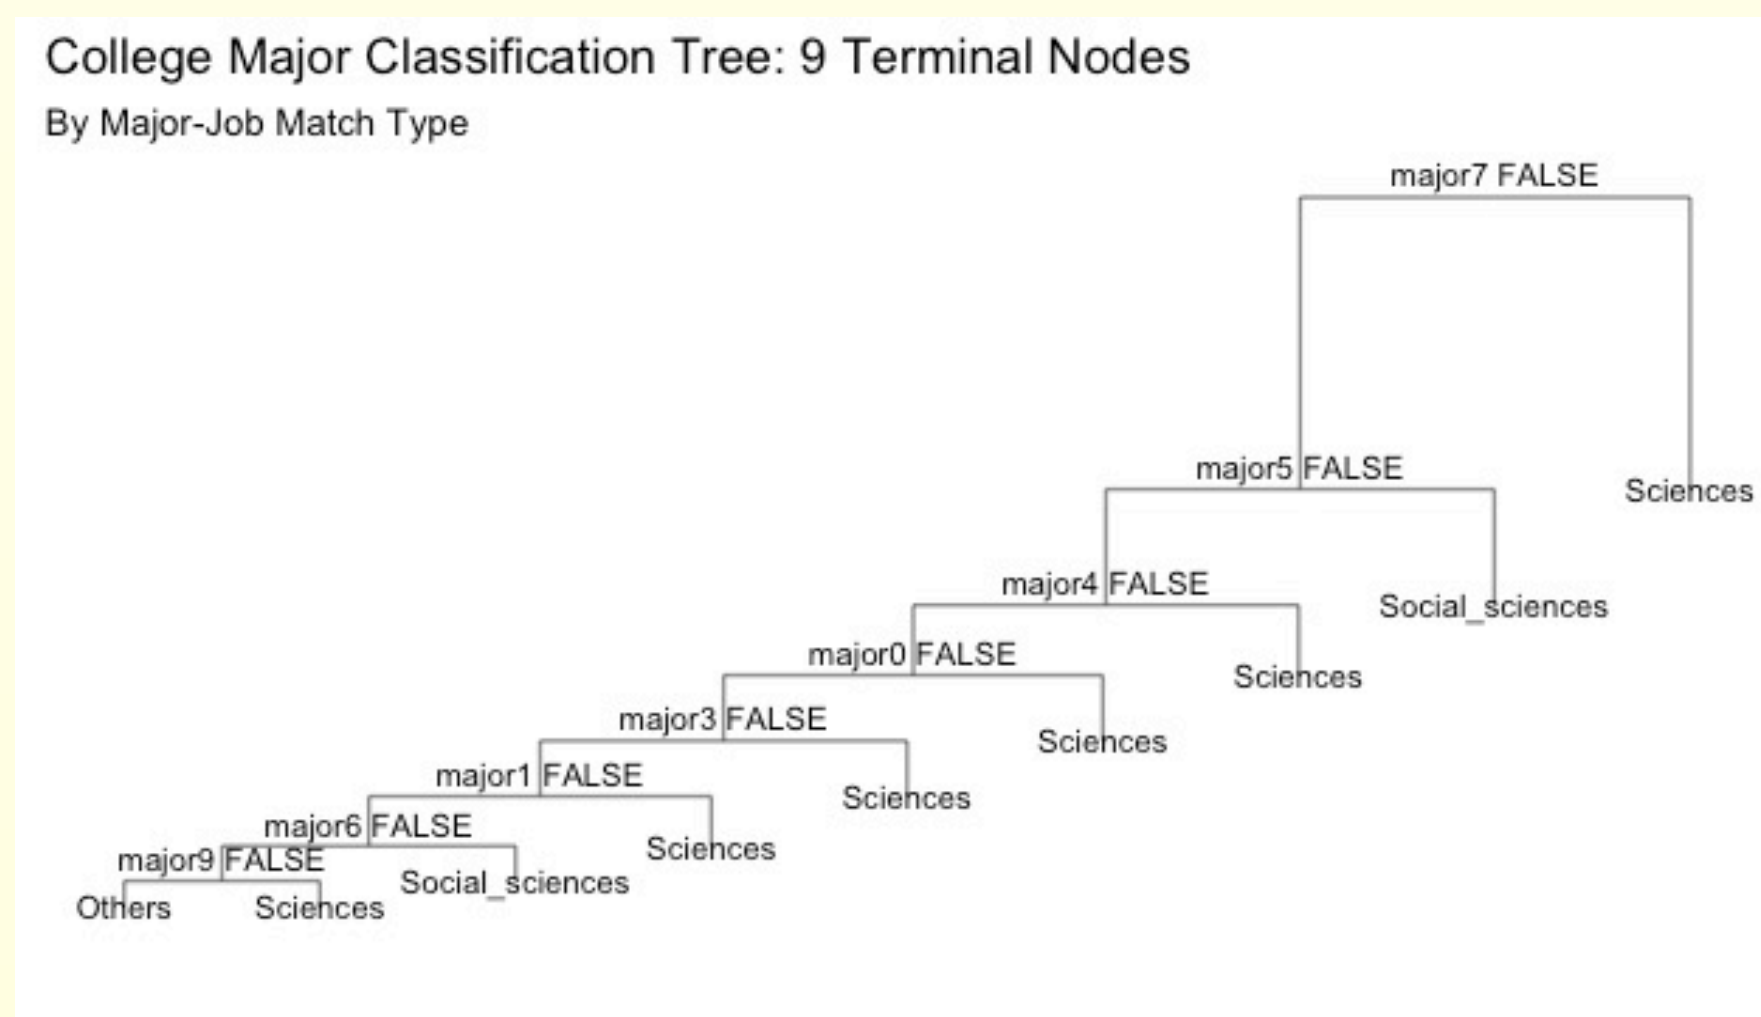 College Major Classification Tree: 9 Terminal Nodes
By Major-Job Match Type
major7 FALSE
major5 FALSE
Sciences
major4 FALSE
Social_sciences
major0 FALSE
Sciences
major3 FALSE
Sciences
major1 FALSE
Sciences
major6 FALSE
Sciences
major9 FALSE
Social_sciences
Others
Sciences